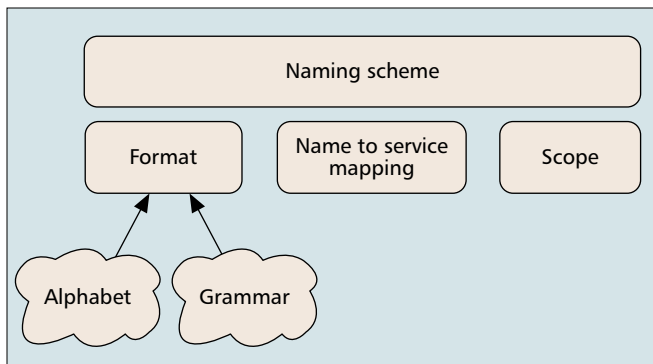 Naming scheme
Format
Name to service
mapping
Scope
Alphabet
Grammar